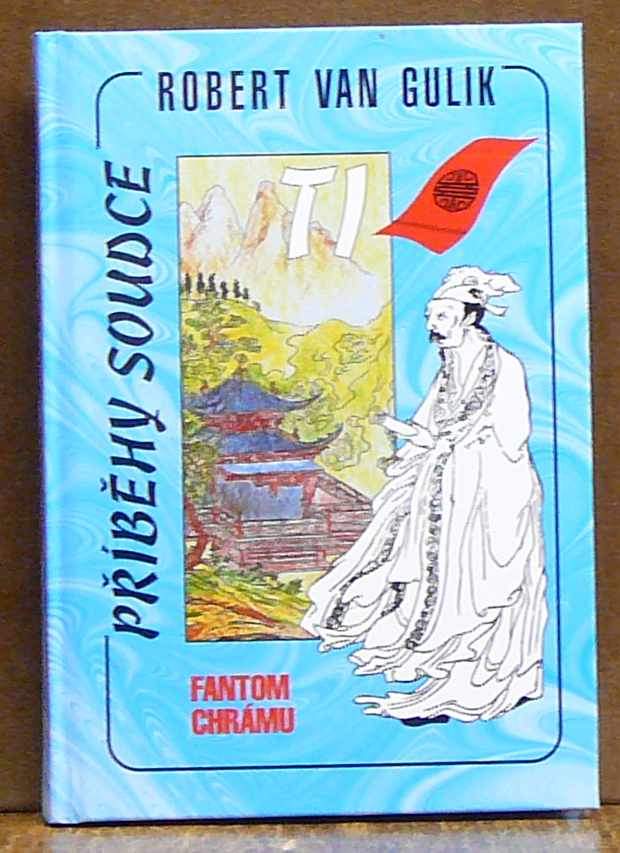 ROBERT VAN GULIK
PŘÍBĚHY SOUDCE
TI
FANTOM
CHRÁMU